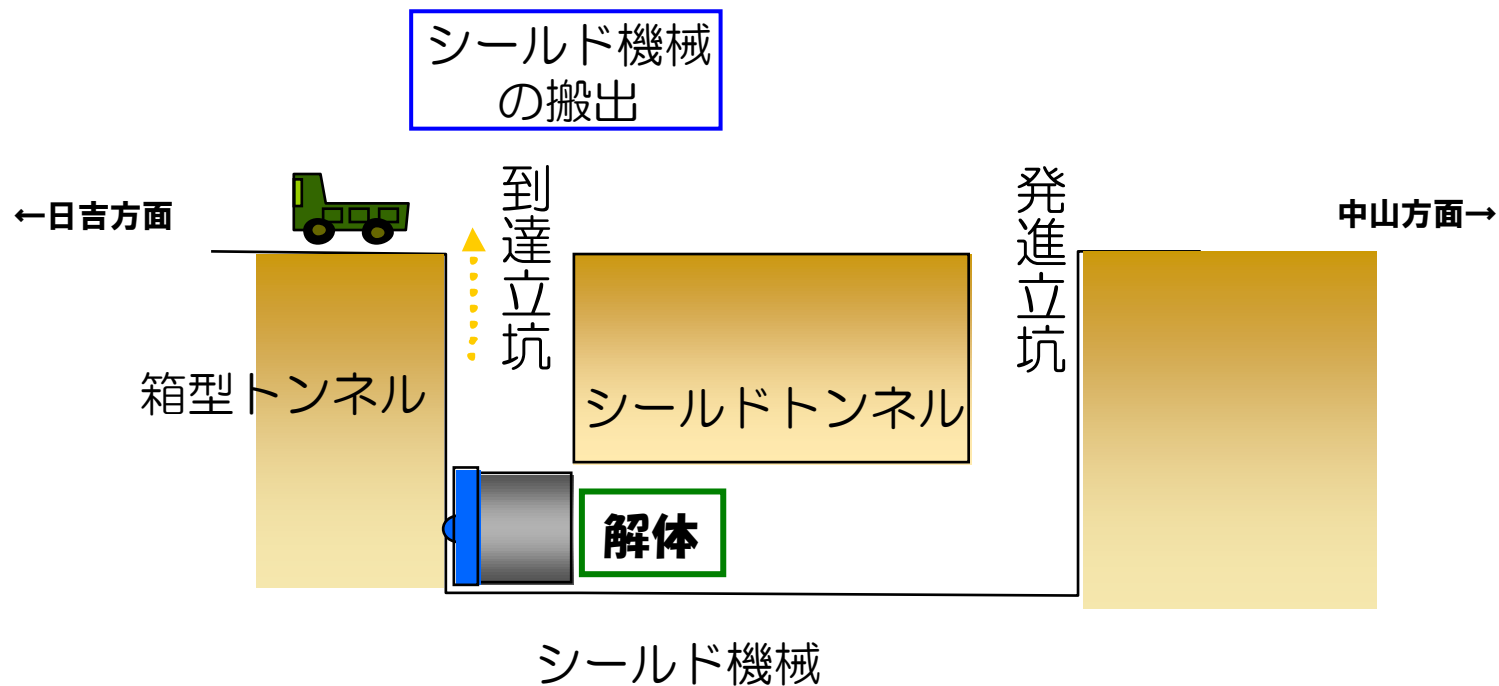 シールド機械
の搬出
←日吉方面
到達立坑
発進立坑
中山方面→
箱型トンネル
シールドトンネル
解体
シールド機械